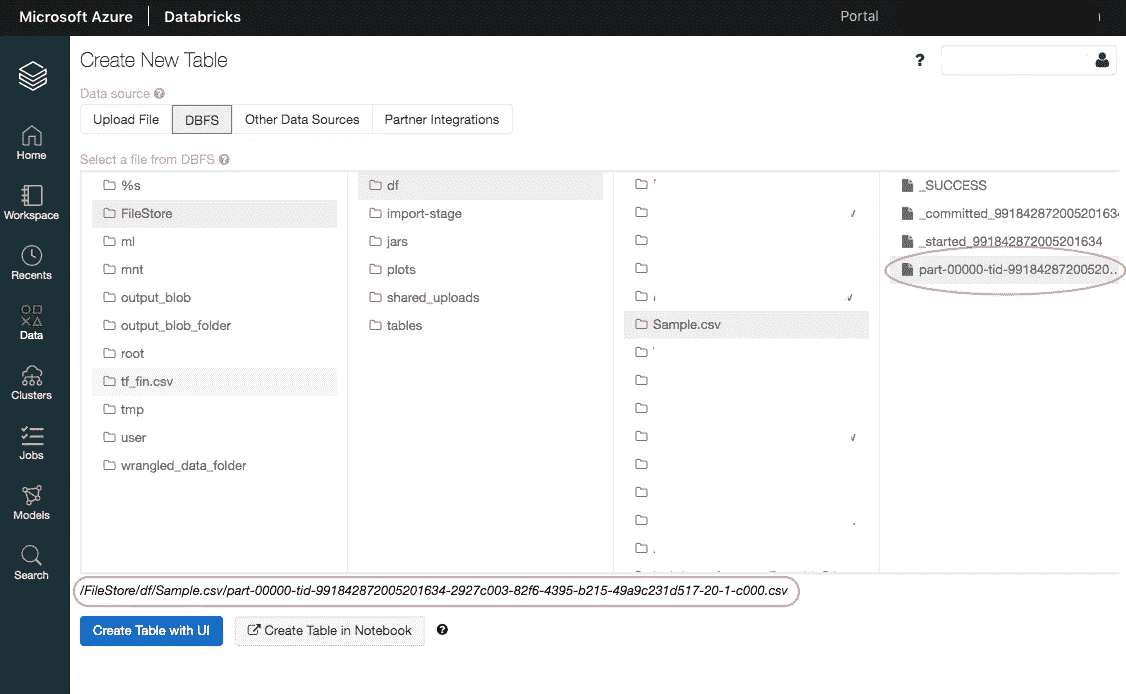 Microsoft Azure | Databricks
Portal
Create New Table
?
Data source ?
Upload File
DBFS
Other Data Sources
Partner Integrations
Select a file from DBFS ?
Home
Workspace
Recents
Data
Clusters
Jobs
Models
Search
%s
FileStore
ml
mnt
output_blob
output_blob_folder
root
tf_fin.csv
tmp
user
wrangled_data_folder
df
import-stage
jars
plots
shared_uploads
tables
Sample.csv
_SUCCESS
_committed_991842872005201634
_started_991842872005201634
part-00000-tid-99184287200520...
/FileStore/df/Sample.csv/part-00000-tid-991842872005201634-2927c003-82f6-4395-b215-49a9c231d517-20-1-c000.csv
Create Table with UI
Create Table in Notebook
?